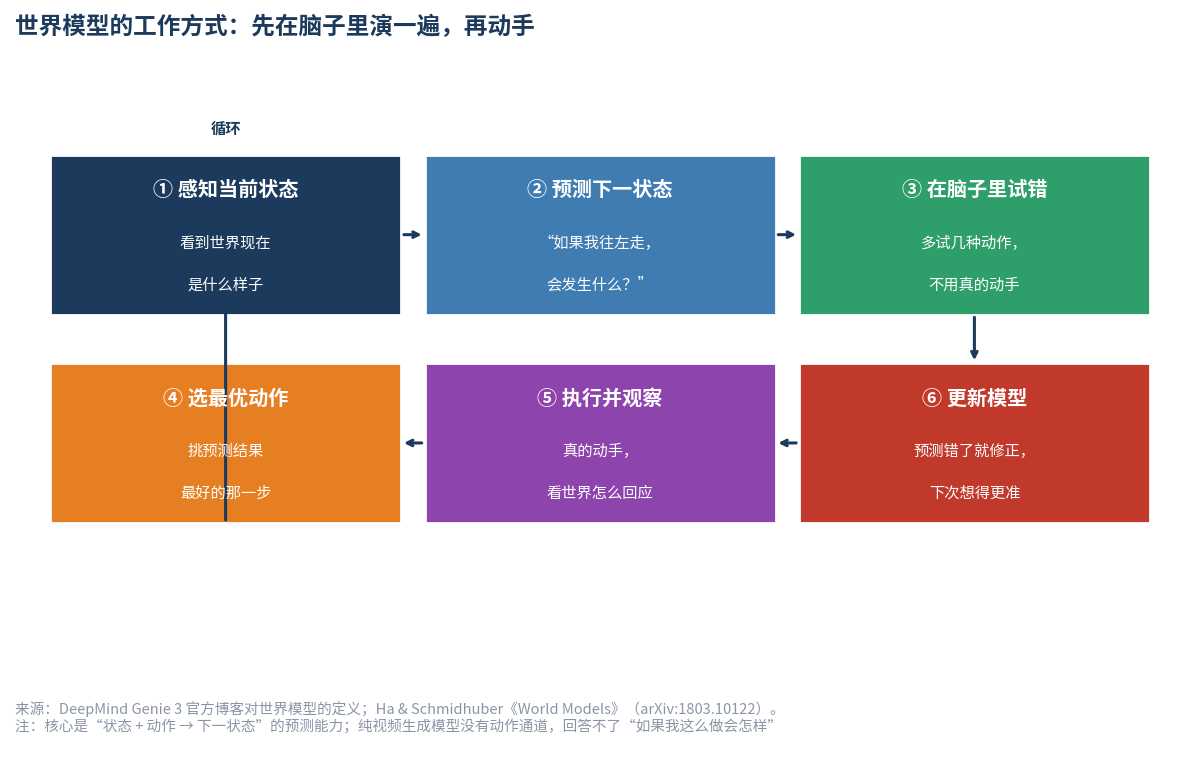 世界模型的工作方式：先在脑子里演一遍，再动手
循环
① 感知当前状态
看到世界现在
是什么样子
② 预测下一状态
“如果我往左走，
会发生什么？”
③ 在脑子里试错
多试几种动作，
不用真的动手
④ 选最优动作
挑预测结果
最好的那一步
⑤ 执行并观察
真的动手，
看世界怎么回应
⑥ 更新模型
预测错了就修正，
下次想得更准
来源：DeepMind Genie 3 官方博客对世界模型的定义；Ha & Schmidhuber《World Models》（arXiv:1803.10122）。
注：核心是“状态 + 动作 → 下一状态”的预测能力；纯视频生成模型没有动作通道，回答不了“如果我这么做会怎样”